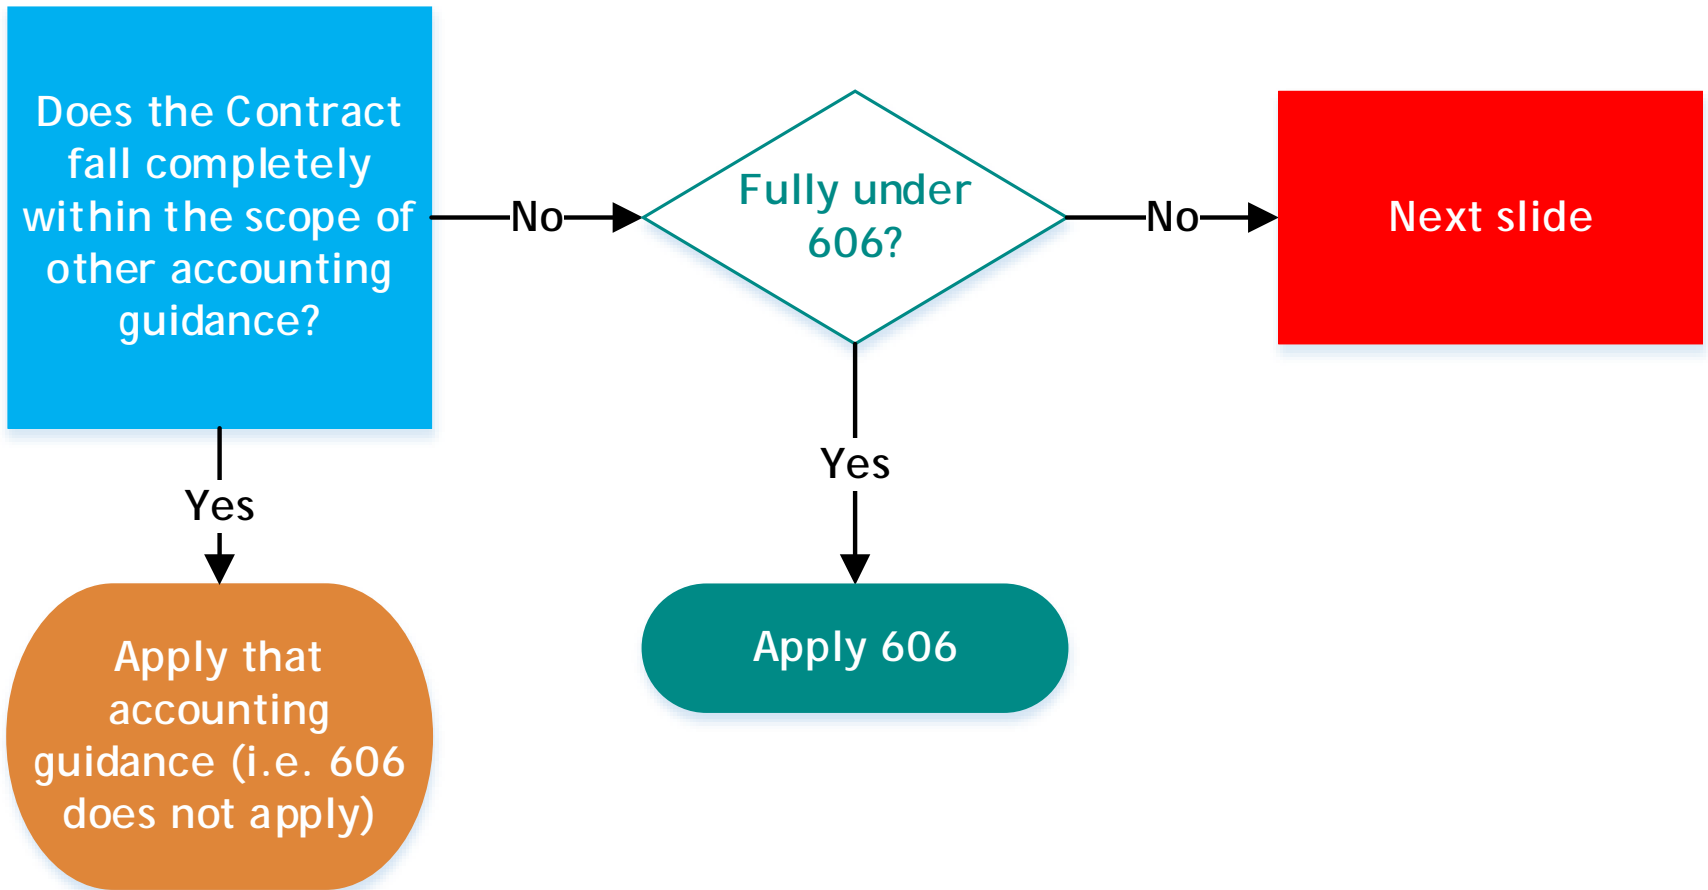 Does the Contract
fall completely
within the scope of
other accounting
guidance?
No
Fully under
606?
No
Next slide
Yes
Yes
Apply that
accounting
guidance (i.e. 606
does not apply)
Apply 606